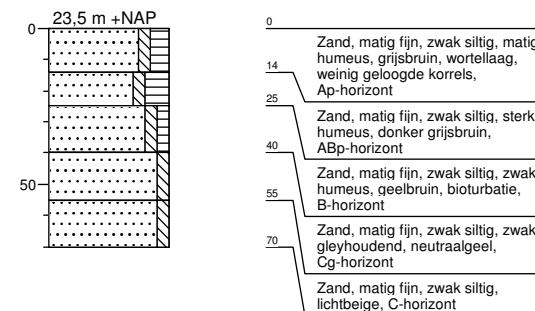 23,5 m +NAP
0
50
0
Zand, matig fijn, zwak siltig, matig
humeus, grijsbruin, wortellaag,
weinig geloogde korrels,
Ap-horizont
14
Zand, matig fijn, zwak siltig, sterk
humeus, donker grijsbruin,
ABp-horizont
25
Zand, matig fijn, zwak siltig, zwak
humeus, geelbruin, bioturbatie,
B-horizont
40
Zand, matig fijn, zwak siltig, zwak
gleyhoudend, neutraalgeel,
Cg-horizont
55
Zand, matig fijn, zwak siltig,
lichtbeige, C-horizont
70